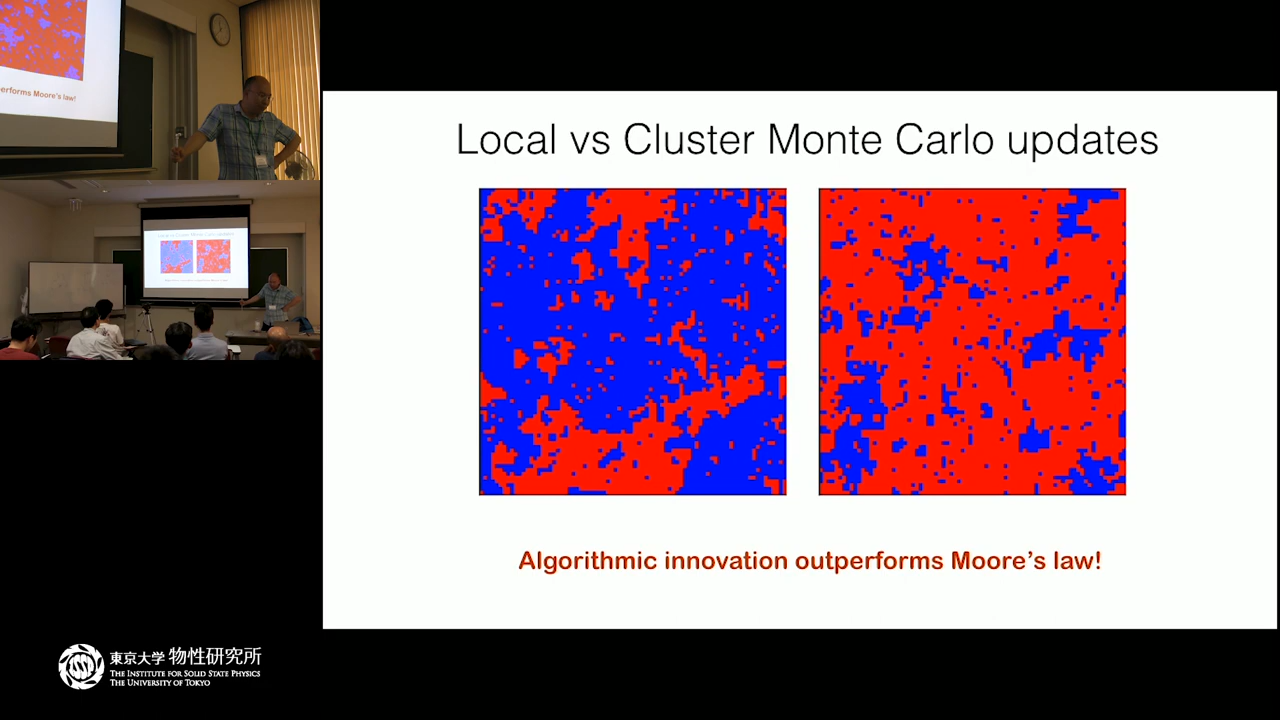 erforms Moore's law!
Local vs Cluster Monte Carlo updates
Algorithmic innovation outperforms Moore's law!
東京大学 物性研究所
THE INSTITUTE FOR SOLID STATE PHYSICS
THE UNIVERSITY OF TOKYO